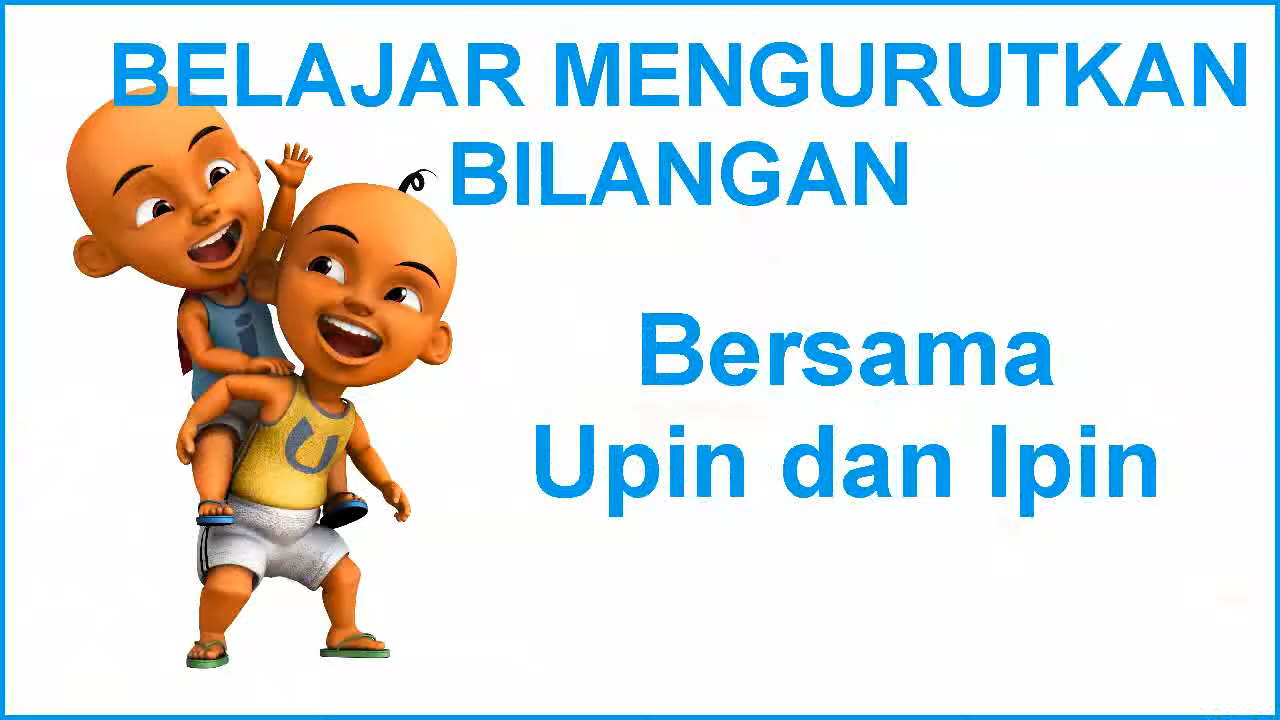 BELAJAR MENGURUTKAN
BILANGAN
Bersama
Upin dan Ipin
i
U